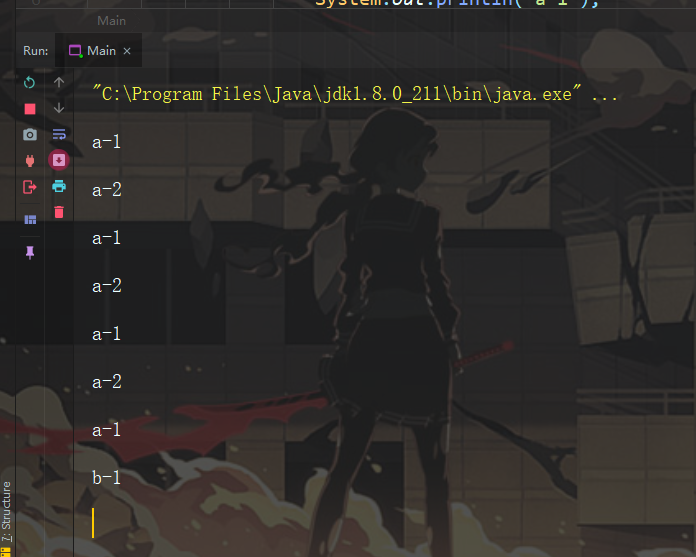 System.out.println("a-1");
Main
Run: Main ×
"C:\Program Files\Java\jdk1.8.0_211\bin\java.exe" ...
a-1
a-2
a-1
a-2
a-1
a-2
a-1
b-1
Z: Structure